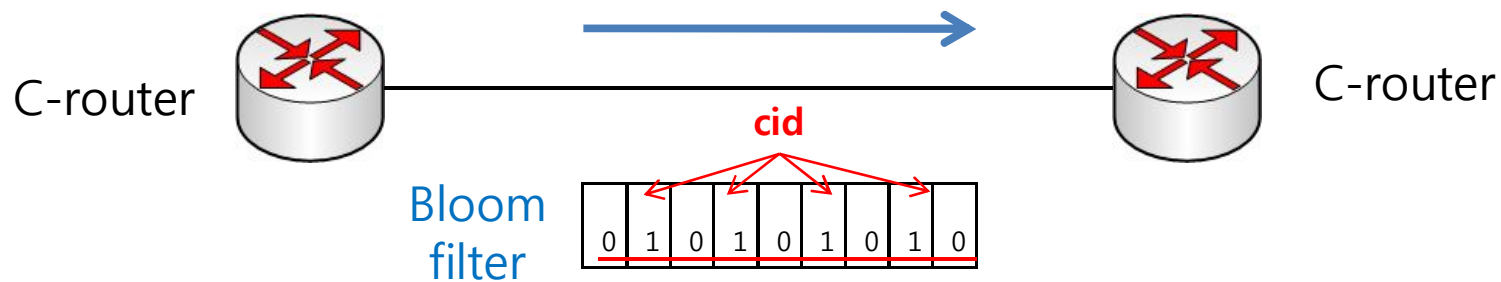 C-router
C-router
cid
Bloom
filter
0 1 0 1 0 1 0 1 0